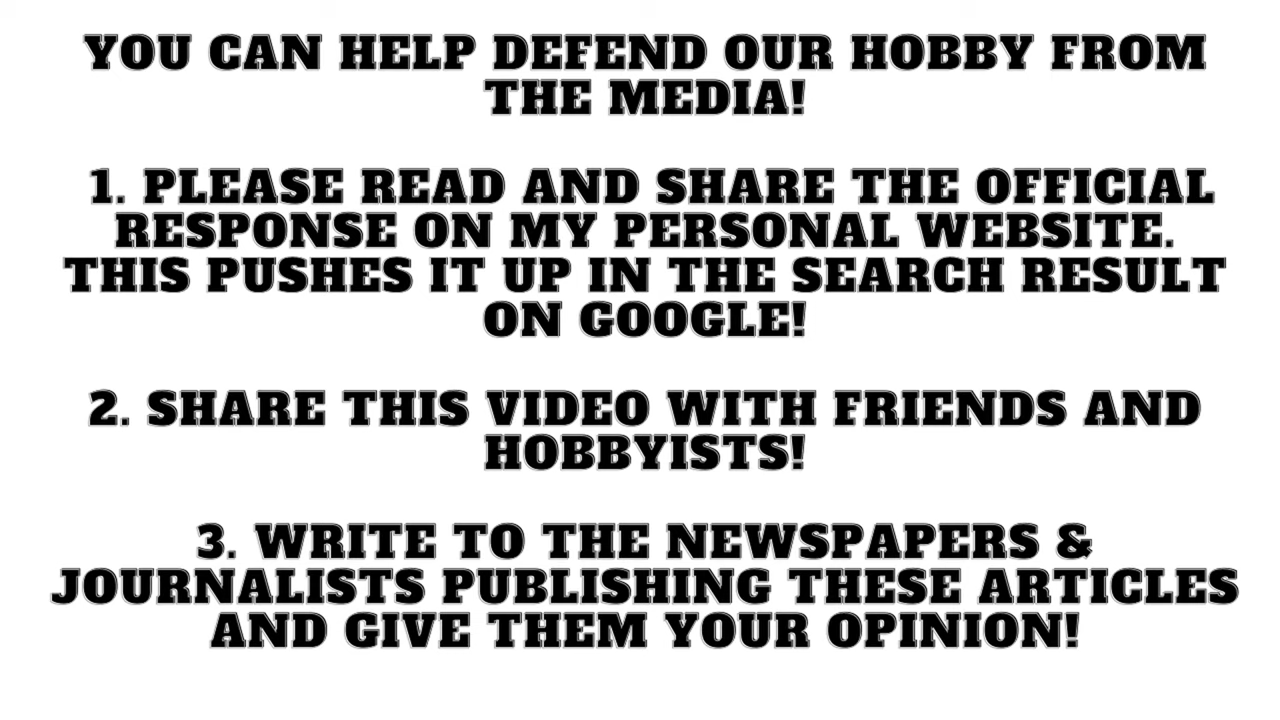 YOU CAN HELP DEFEND OUR HOBBY FROM
THE MEDIA!
1. PLEASE READ AND SHARE THE OFFICIAL
RESPONSE ON MY PERSONAL WEBSITE.
THIS PUSHES IT UP IN THE SEARCH RESULT
ON GOOGLE!
2. SHARE THIS VIDEO WITH FRIENDS AND
HOBBYISTS!
3. WRITE TO THE NEWSPAPERS &
JOURNALISTS PUBLISHING THESE ARTICLES
AND GIVE THEM YOUR OPINION!